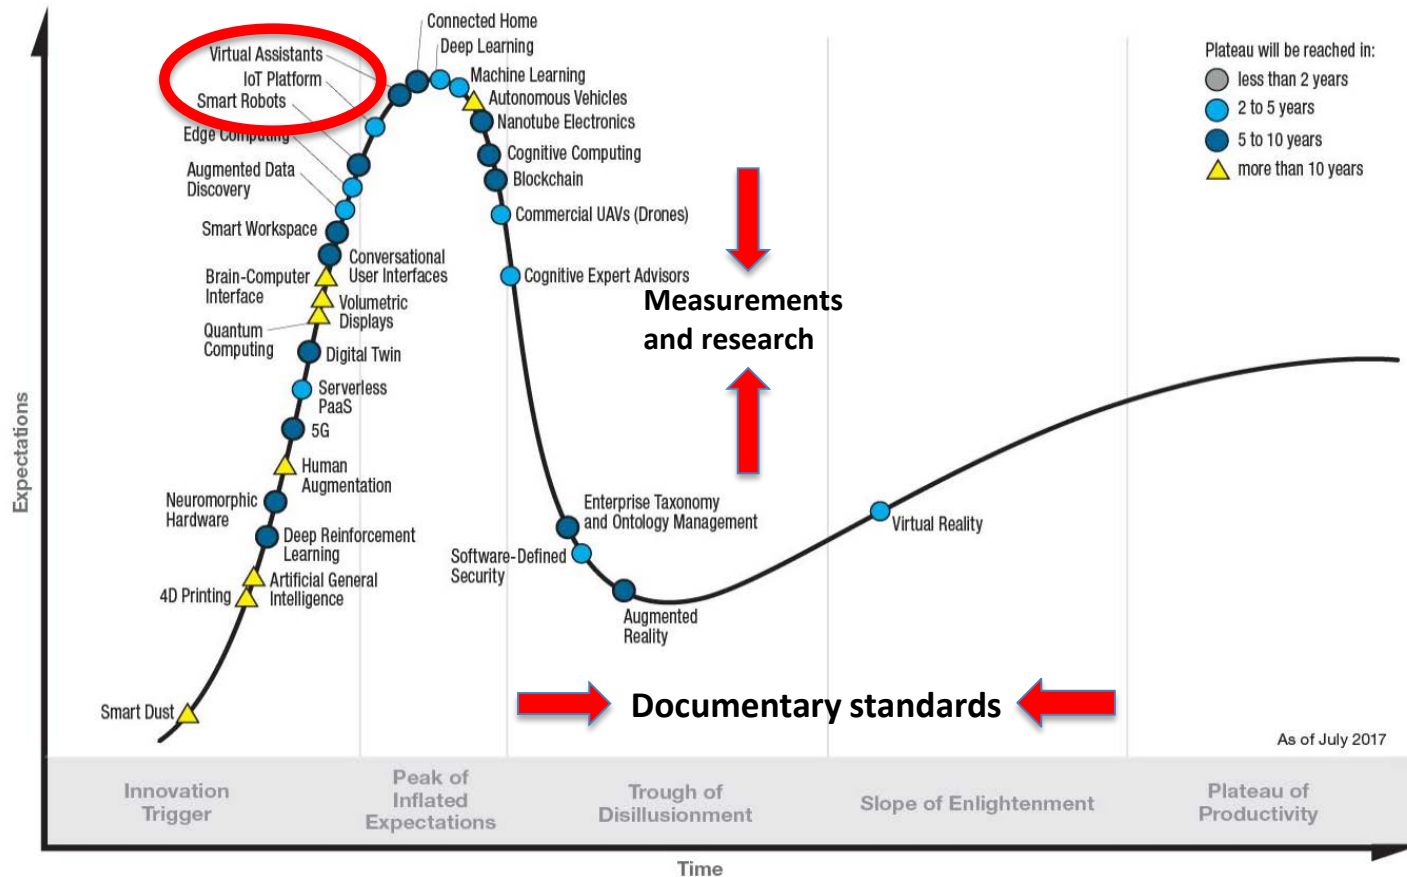 Connected Home
Deep Learning
Virtual Assistants
IoT Platform
Smart Robots
Edge Computing
Augmented Data
Discovery
Smart Workspace
Conversational
User Interfaces
Brain-Computer
Interface
Volumetric
Displays
Quantum
Computing
Digital Twin
Serverless
PaaS
5G
Human
Augmentation
Neuromorphic
Hardware
Deep Reinforcement
Learning
Artificial General
Intelligence
4D Printing
Smart Dust
Machine Learning
Autonomous Vehicles
Nanotube Electronics
Cognitive Computing
Blockchain
Commercial UAVs (Drones)
Cognitive Expert Advisors
Measurements
and research
Enterprise Taxonomy
and Ontology Management
Software-Defined
Security
Augmented
Reality
Virtual Reality
Plateau will be reached in:
less than 2 years
2 to 5 years
5 to 10 years
more than 10 years
Documentary standards
As of July 2017
Expectations
Innovation
Trigger
Peak of
Inflated
Expectations
Trough of
Disillusionment
Slope of Enlightenment
Plateau of
Productivity
Time